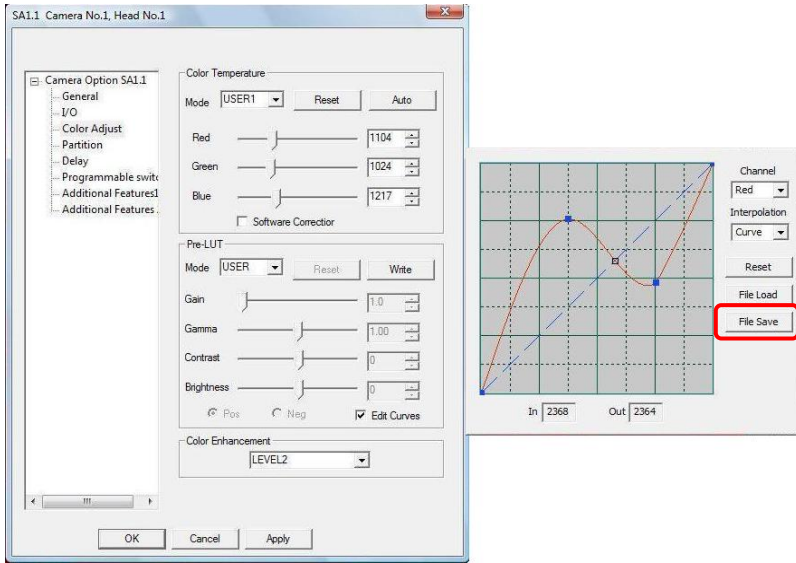 SA1.1 Camera No.1, Head No.1
Camera Option SA1.1
General
I/O
Color Adjust
Partition
Delay
Programmable switc
Additional Features1
Additional Features
Color Temperature
Mode USER1 Reset Auto
Red 1104
Green 1024
Blue 1217
Software Correctior
Pre-LUT
Mode USER Reset Write
Gain 1.0
Gamma 1.00
Contrast 0
Brightness 0
Pos Neg Edit Curves
Color Enhancement
LEVEL2
OK Cancel Apply
Channel
Red
Interpolation
Curve
Reset
File Load
File Save
In 2368 Out 2364